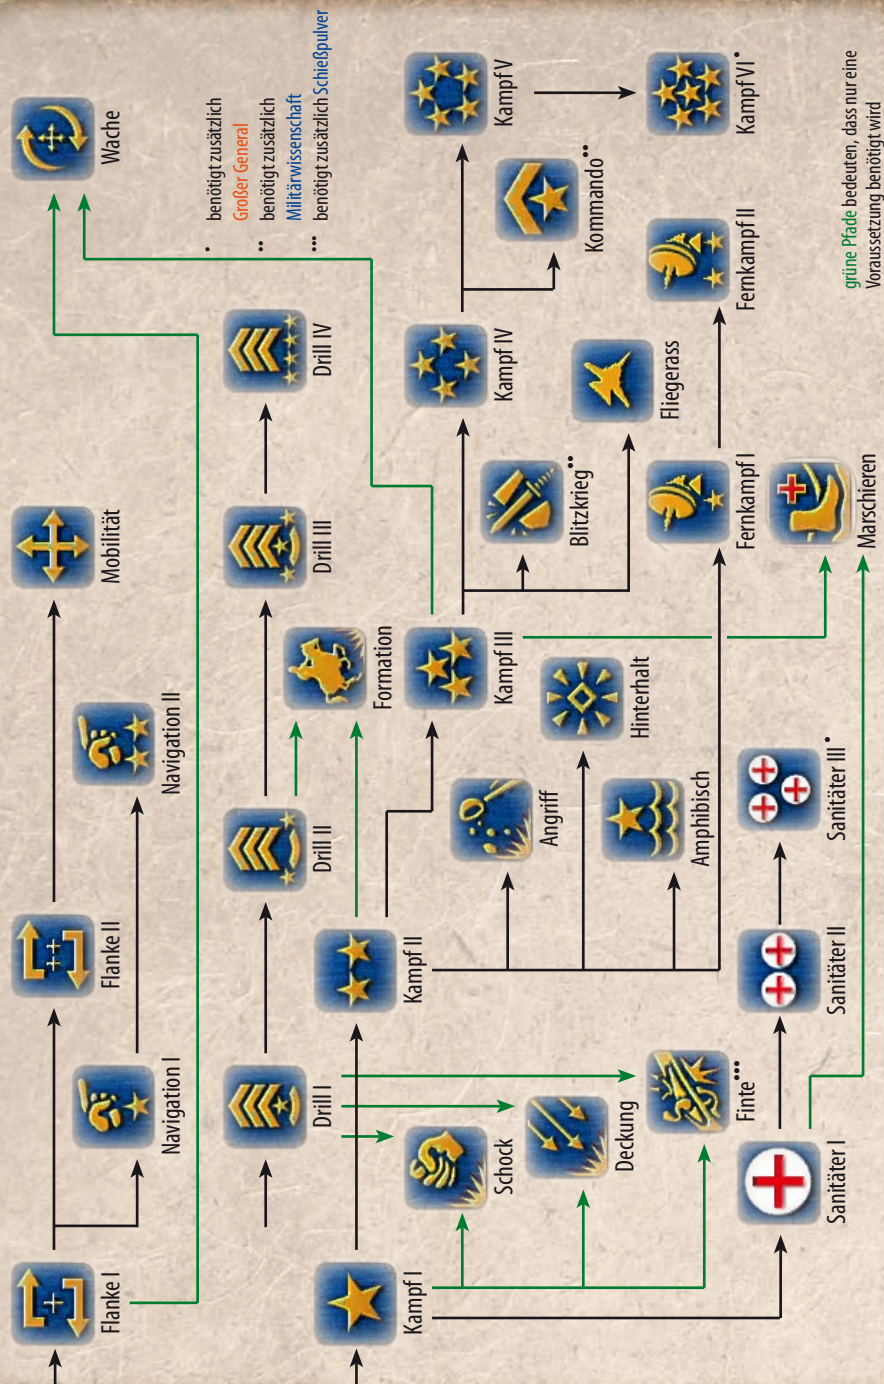 Flanke I
Flanke II
Mobilität
Wache
Navigation I
Navigation II
Drill I
Drill II
Drill III
Drill IV
• benötigt zusätzlich
Großer General
•• benötigt zusätzlich
Militärwissenschaft
••• benötigt zusätzlich Schießpulver
Formation
Kampf I
Kampf II
Kampf III
Kampf IV
Kampf V
Schock
Angriff
Blitzkrieg••
Kommando••
Deckung
Hinterhalt
Fliegerass
Finte•••
Amphibisch
Fernkampf I
Fernkampf II
Kampf VI•
Sanitäter I
Sanitäter II
Sanitäter III•
Marschieren
grüne Pfade bedeuten, dass nur eine
Voraussetzung benötigt wird